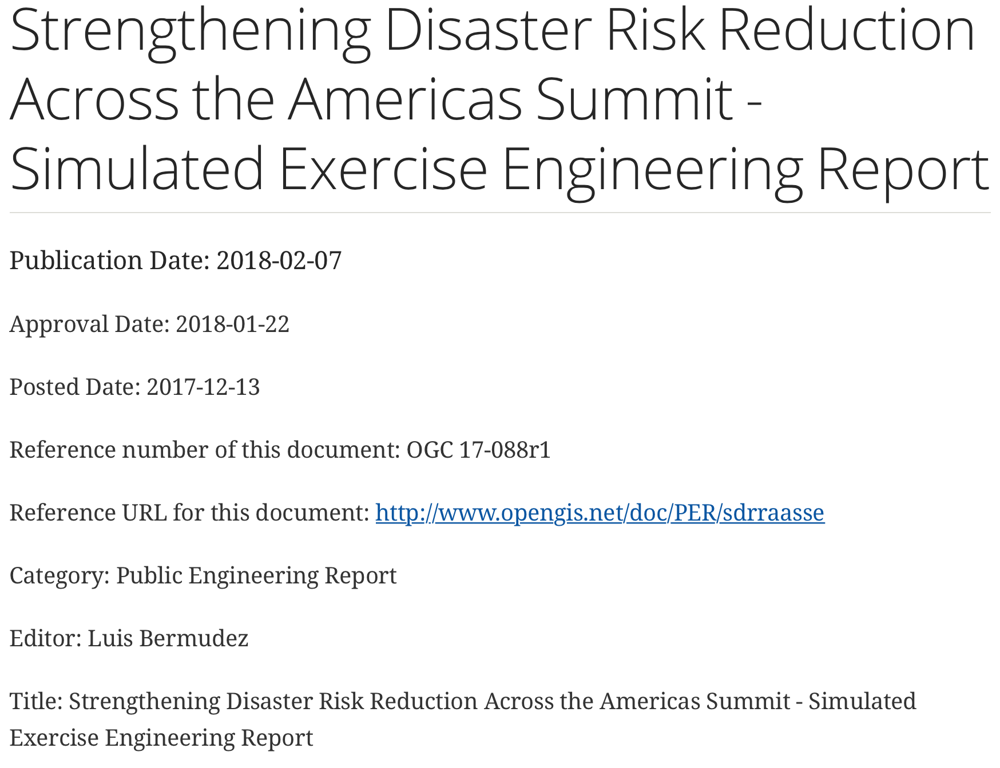 Strengthening Disaster Risk Reduction
Across the Americas Summit -
Simulated Exercise Engineering Report
Publication Date: 2018-02-07
Approval Date: 2018-01-22
Posted Date: 2017-12-13
Reference number of this document: OGC 17-088r1
Reference URL for this document: http://www.opengis.net/doc/PER/sdrraasse
Category: Public Engineering Report
Editor: Luis Bermudez
Title: Strengthening Disaster Risk Reduction Across the Americas Summit - Simulated
Exercise Engineering Report